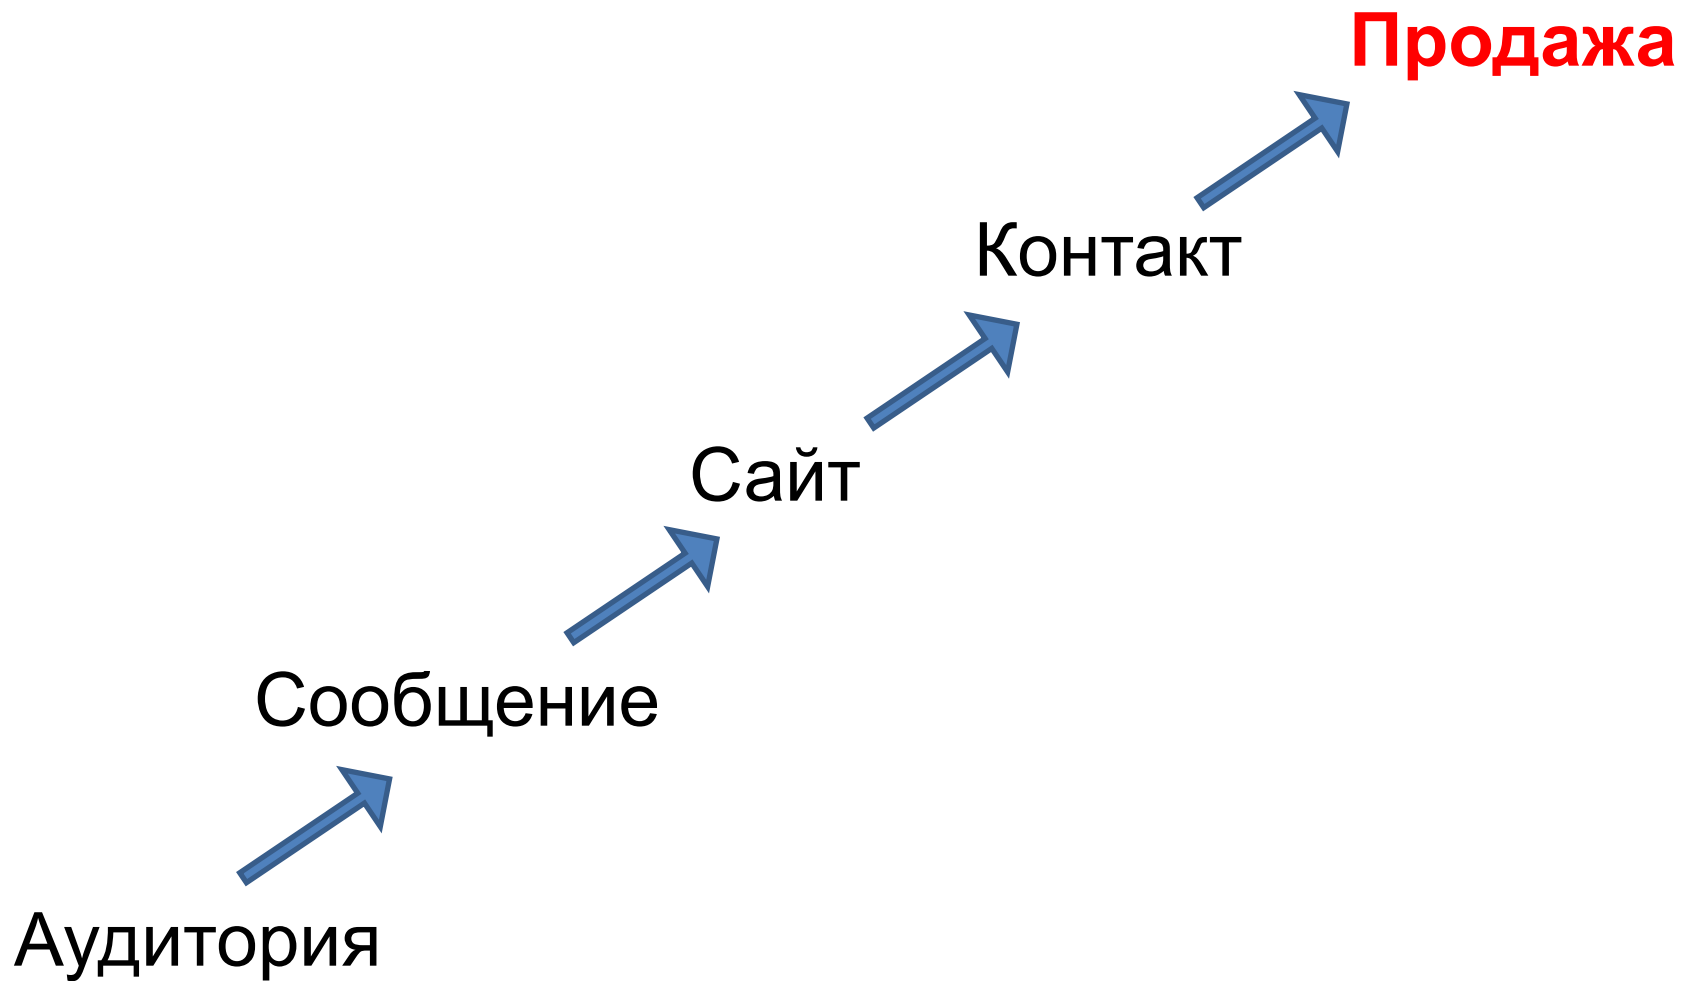 Продажа
Контакт
Сайт
Сообщение
Аудитория